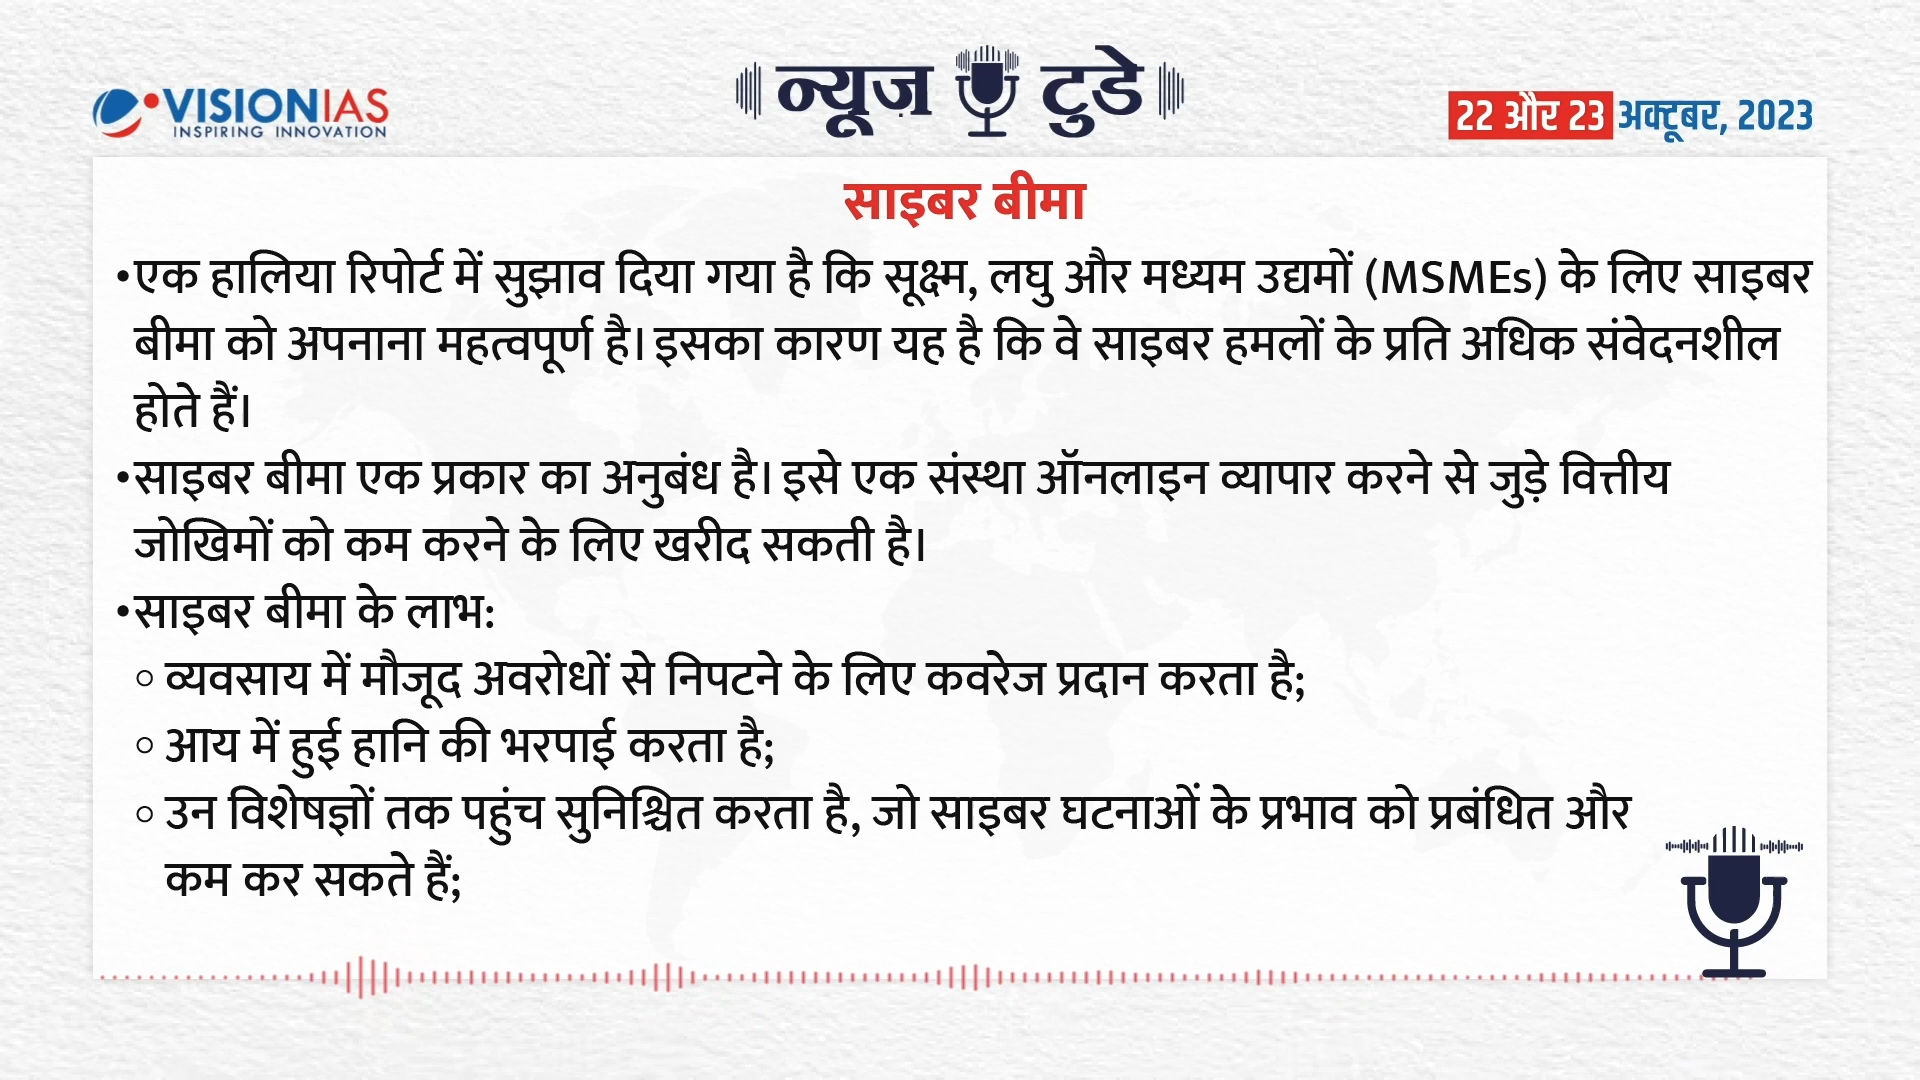 VISIONIAS
INSPIRING INNOVATION
न्यूज़ टुडे
22 और 23 अक्टूबर, 2023
साइबर बीमा
•एक हालिया रिपोर्ट में सुझाव दिया गया है कि सूक्ष्म, लघु और मध्यम उद्यमों (MSMEs) के लिए साइबर
बीमा को अपनाना महत्वपूर्ण है। इसका कारण यह है कि वे साइबर हमलों के प्रति अधिक संवेदनशील
होते हैं।
•साइबर बीमा एक प्रकार का अनुबंध है। इसे एक संस्था ऑनलाइन व्यापार करने से जुड़े वित्तीय
जोखिमों को कम करने के लिए खरीद सकती है।
•साइबर बीमा के लाभ:
○ व्यवसाय में मौजूद अवरोधों से निपटने के लिए कवरेज प्रदान करता है;
○ आय में हुई हानि की भरपाई करता है;
○ उन विशेषज्ञों तक पहुंच सुनिश्चित करता है, जो साइबर घटनाओं के प्रभाव को प्रबंधित और
कम कर सकते हैं;